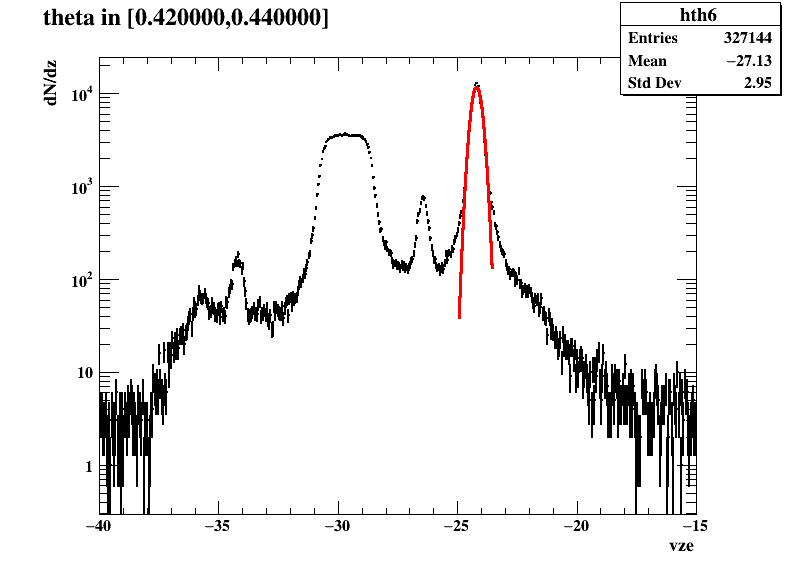 theta in [0.420000,0.440000]
hth6
Entries 327144
Mean −27.13
Std Dev 2.95
dN/dz
10⁴
10³
10²
10
1
−40 −35 −30 −25 −20 −15
vze